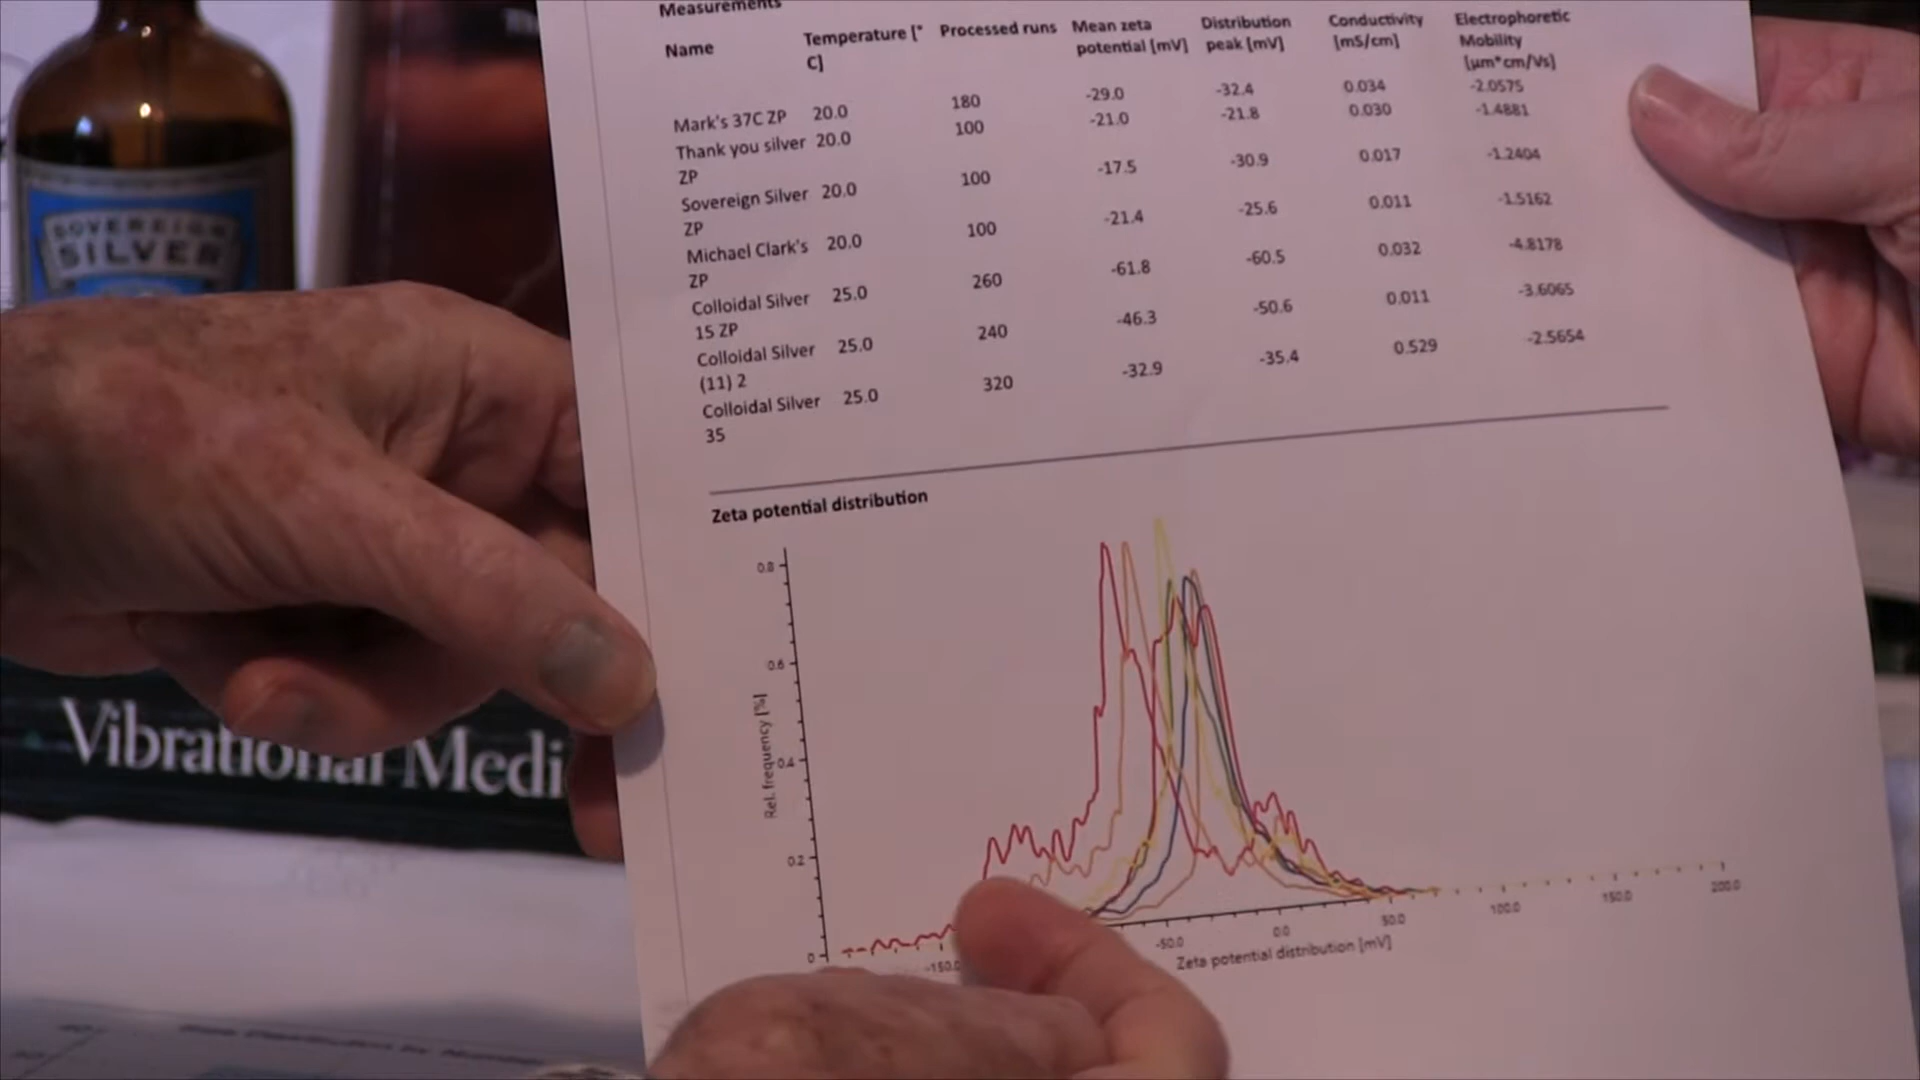 Measurements
Name Temperature [° C] Processed runs Mean zeta potential [mV] Distribution peak [mV] Conductivity [mS/cm] Electrophoretic Mobility [µm*cm/Vs]
Mark's 37C ZP 20.0 180 -29.0 -32.4 0.034 -2.0575
Thank you silver ZP 20.0 100 -21.0 -21.8 0.030 -1.4881
Sovereign Silver ZP 20.0 100 -17.5 -30.9 0.017 -1.2404
Michael Clark's ZP 20.0 100 -21.4 -25.6 0.011 -1.5162
Colloidal Silver 15 ZP 25.0 260 -61.8 -60.5 0.032 -4.8178
Colloidal Silver (11) 2 25.0 240 -46.3 -50.6 0.011 -3.6065
Colloidal Silver 35 25.0 320 -32.9 -35.4 0.529 -2.5654
Zeta potential distribution
Rel. frequency [%]
0.8
0.6
0.4
0.2
0
-150.0 -50.0 0.0 50.0 100.0 150.0 200.0
Zeta potential distribution [mV]
SOVEREIGN
SILVER
Vibrational Medi